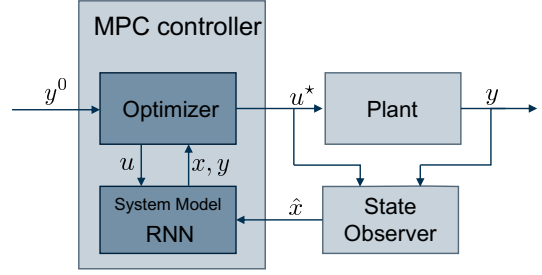 MPC controller
y⁰
Optimizer
u*
Plant
y
u
x, y
System Model
RNN
x̂
State
Observer